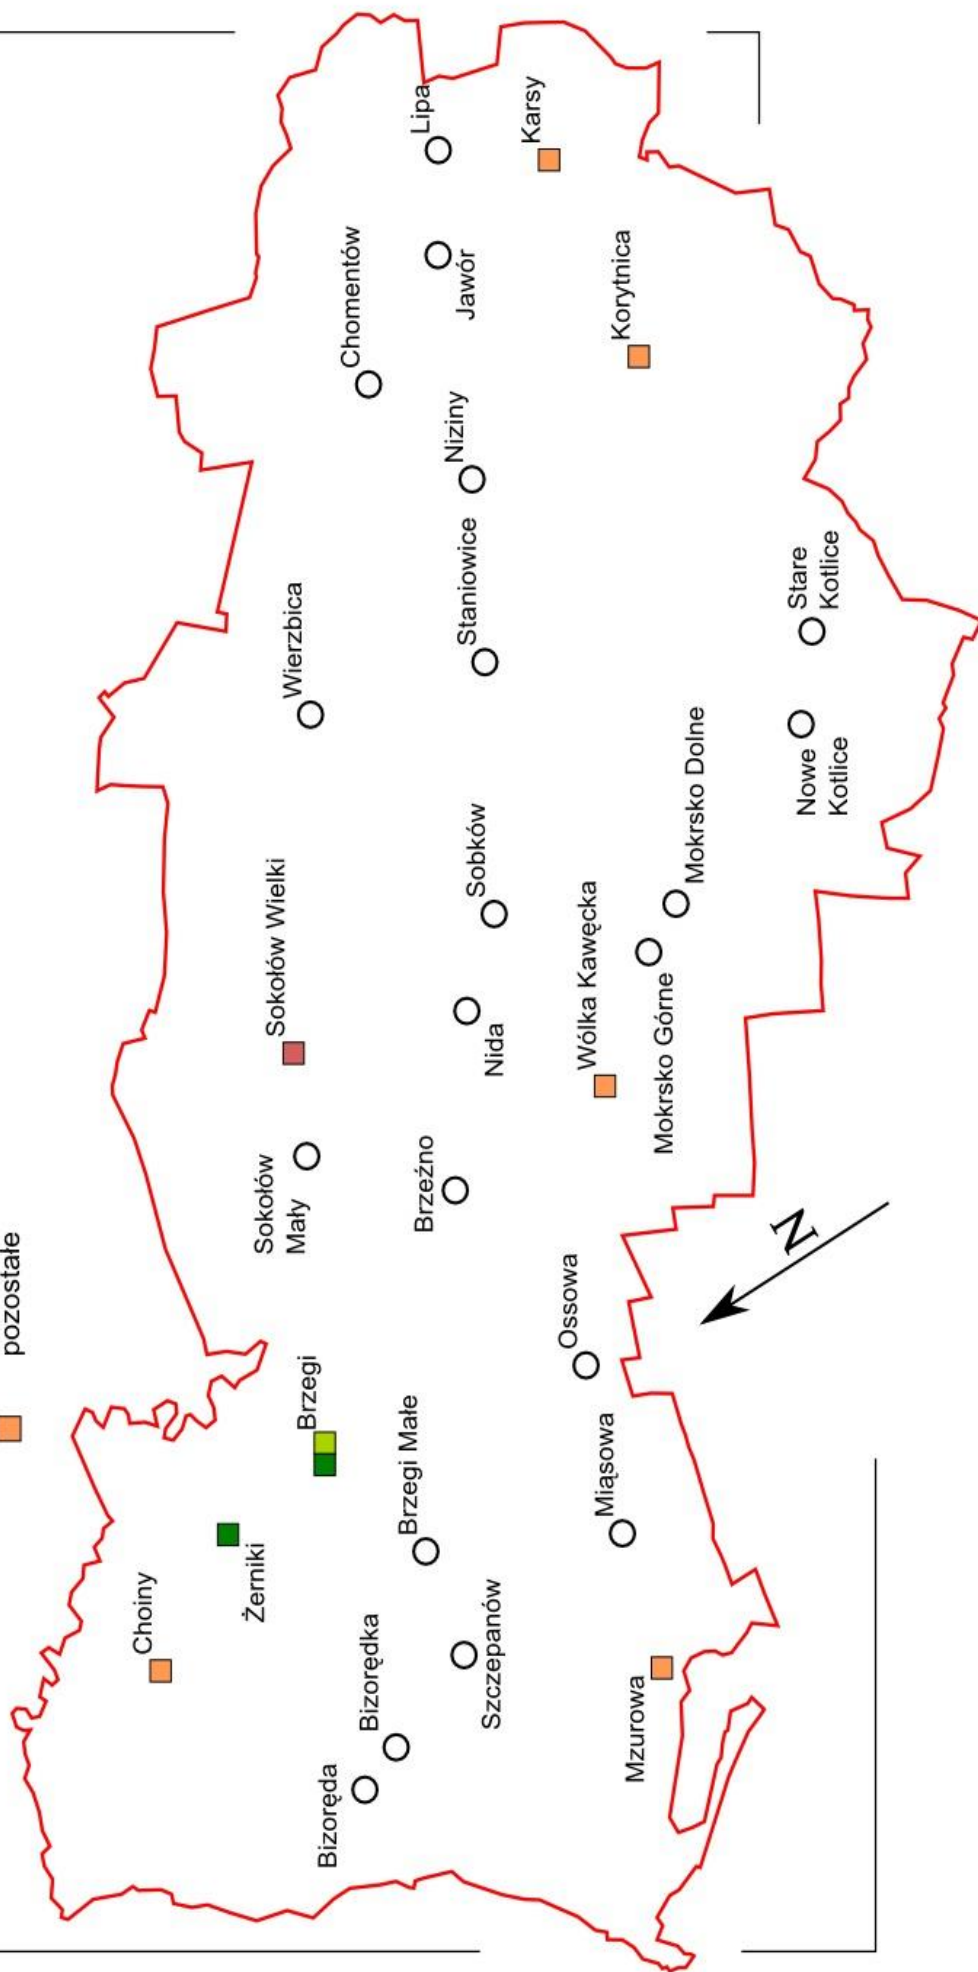 pozostałe
Choiny
Żerniki
Brzegi
Bizoręda
Bizorędka
Brzegi Małe
Szczepanów
Mzurowa
Miąsowa
Ossowa
Sokołów
Mały
Brzeźno
Sokołów Wielki
Nida
Sobków
Wólka Kawęcka
Mokrsko Górne
Mokrsko Dolne
Wierzbica
Staniowice
Niziny
Chomentów
Jawór
Lipa
Karsy
Korytnica
Stare
Kotlice
Nowe
Kotlice
N